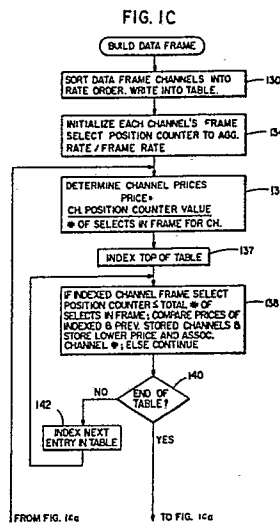 FIG. 1C
BUILD DATA FRAME
SORT DATA FRAME CHANNELS INTO
RATE ORDER. WRITE INTO TABLE.
130
INITIALIZE EACH CHANNEL'S FRAME
SELECT POSITION COUNTER TO AGG.
RATE / FRAME RATE
DETERMINE CHANNEL PRICES
PRICE=
CH. POSITION COUNTER VALUE
# OF SELECTS IN FRAME FOR CH.
137
INDEX TOP OF TABLE
IF INDEXED CHANNEL FRAME SELECT
POSITION COUNTER ≤ TOTAL # OF
SELECTS IN FRAME; COMPARE PRICES OF
INDEXED & PREV. STORED CHANNELS &
STORE LOWER PRICE AND ASSOC.
CHANNEL #; ELSE CONTINUE
138
140
END OF
TABLE?
NO
142
INDEX NEXT
ENTRY IN TABLE
YES
FROM FIG. 1Ca
TO FIG. 1Ca